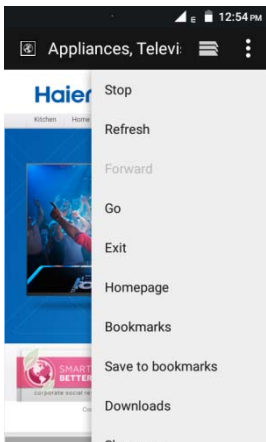 E 12:54 PM
Appliances, Televi
Haier
Kitchen Home
Stop
Refresh
Forward
Go
Exit
Homepage
Bookmarks
Save to bookmarks
Downloads
SMART
BETTER
corporate social re